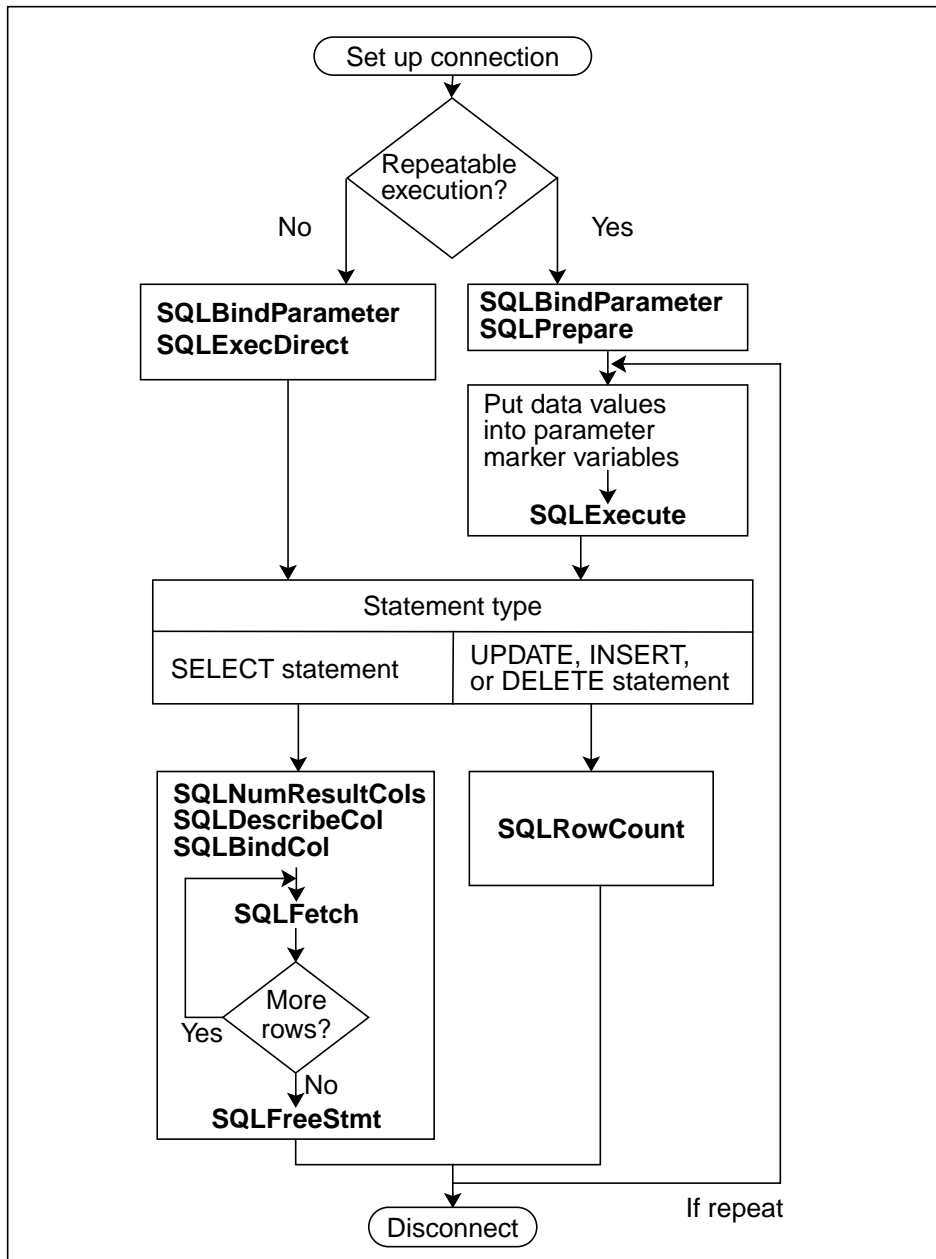 Set up connection
Repeatable
execution?
No
Yes
SQLBindParameter
SQLExecDirect
SQLBindParameter
SQLPrepare
Put data values
into parameter
marker variables
SQLExecute
Statement type
SELECT statement
UPDATE, INSERT,
or DELETE statement
SQLNumResultCols
SQLDescribeCol
SQLBindCol
SQLFetch
More
rows?
Yes
No
SQLFreeStmt
SQLRowCount
If repeat
Disconnect